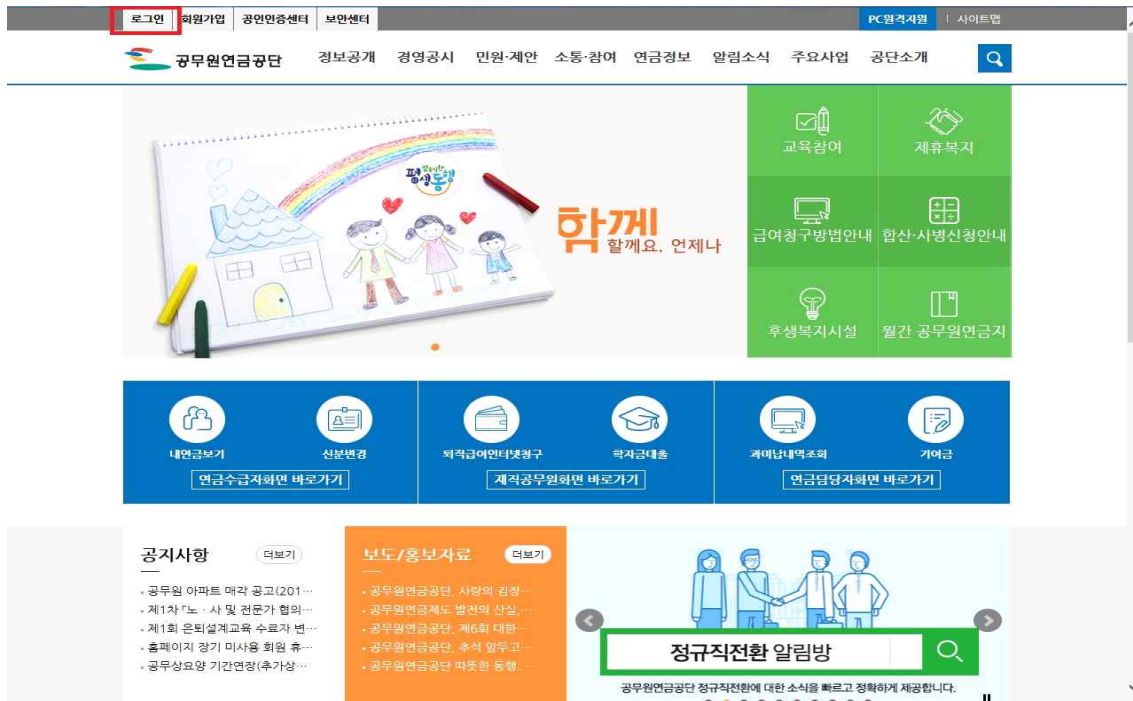 로그인 회원가입 공인인증센터 보안센터 PC원격지원 사이트맵
공무원연금공단 정보공개 경영공시 민원·제안 소통·참여 연금정보 알림소식 주요사업 공단소개
평생동행
함께
할께요. 언제나
교육참여 제휴복지
급여청구방법안내 합산·사병신청안내
후생복지시설 월간 공무원연금지
내연금보기 신분변경 퇴직급여인터넷청구 학자금대출 과미납내역조회 기여금
연금수급자화면 바로가기 재직공무원화면 바로가기 연금담당자화면 바로가기
공지사항 더보기
· 공무원 아파트 매각 공고(201…
· 제1차「노ㆍ사 및 전문가 협의…
· 제1회 은퇴설계교육 수료자 변…
· 홈페이지 장기 미사용 회원 휴…
· 공무상요양 기간연장(추가상…
보도/홍보자료 더보기
· 공무원연금공단, 사랑의 김장…
· 공무원연금제도 발전의 산실,…
· 공무원연금공단, 제6회 대한…
· 공무원연금공단, 추석 앞두고…
· 공무원연금공단 따뜻한 동행…
정규직전환 알림방
공무원연금공단 정규직전환에 대한 소식을 빠르고 정확하게 제공합니다.